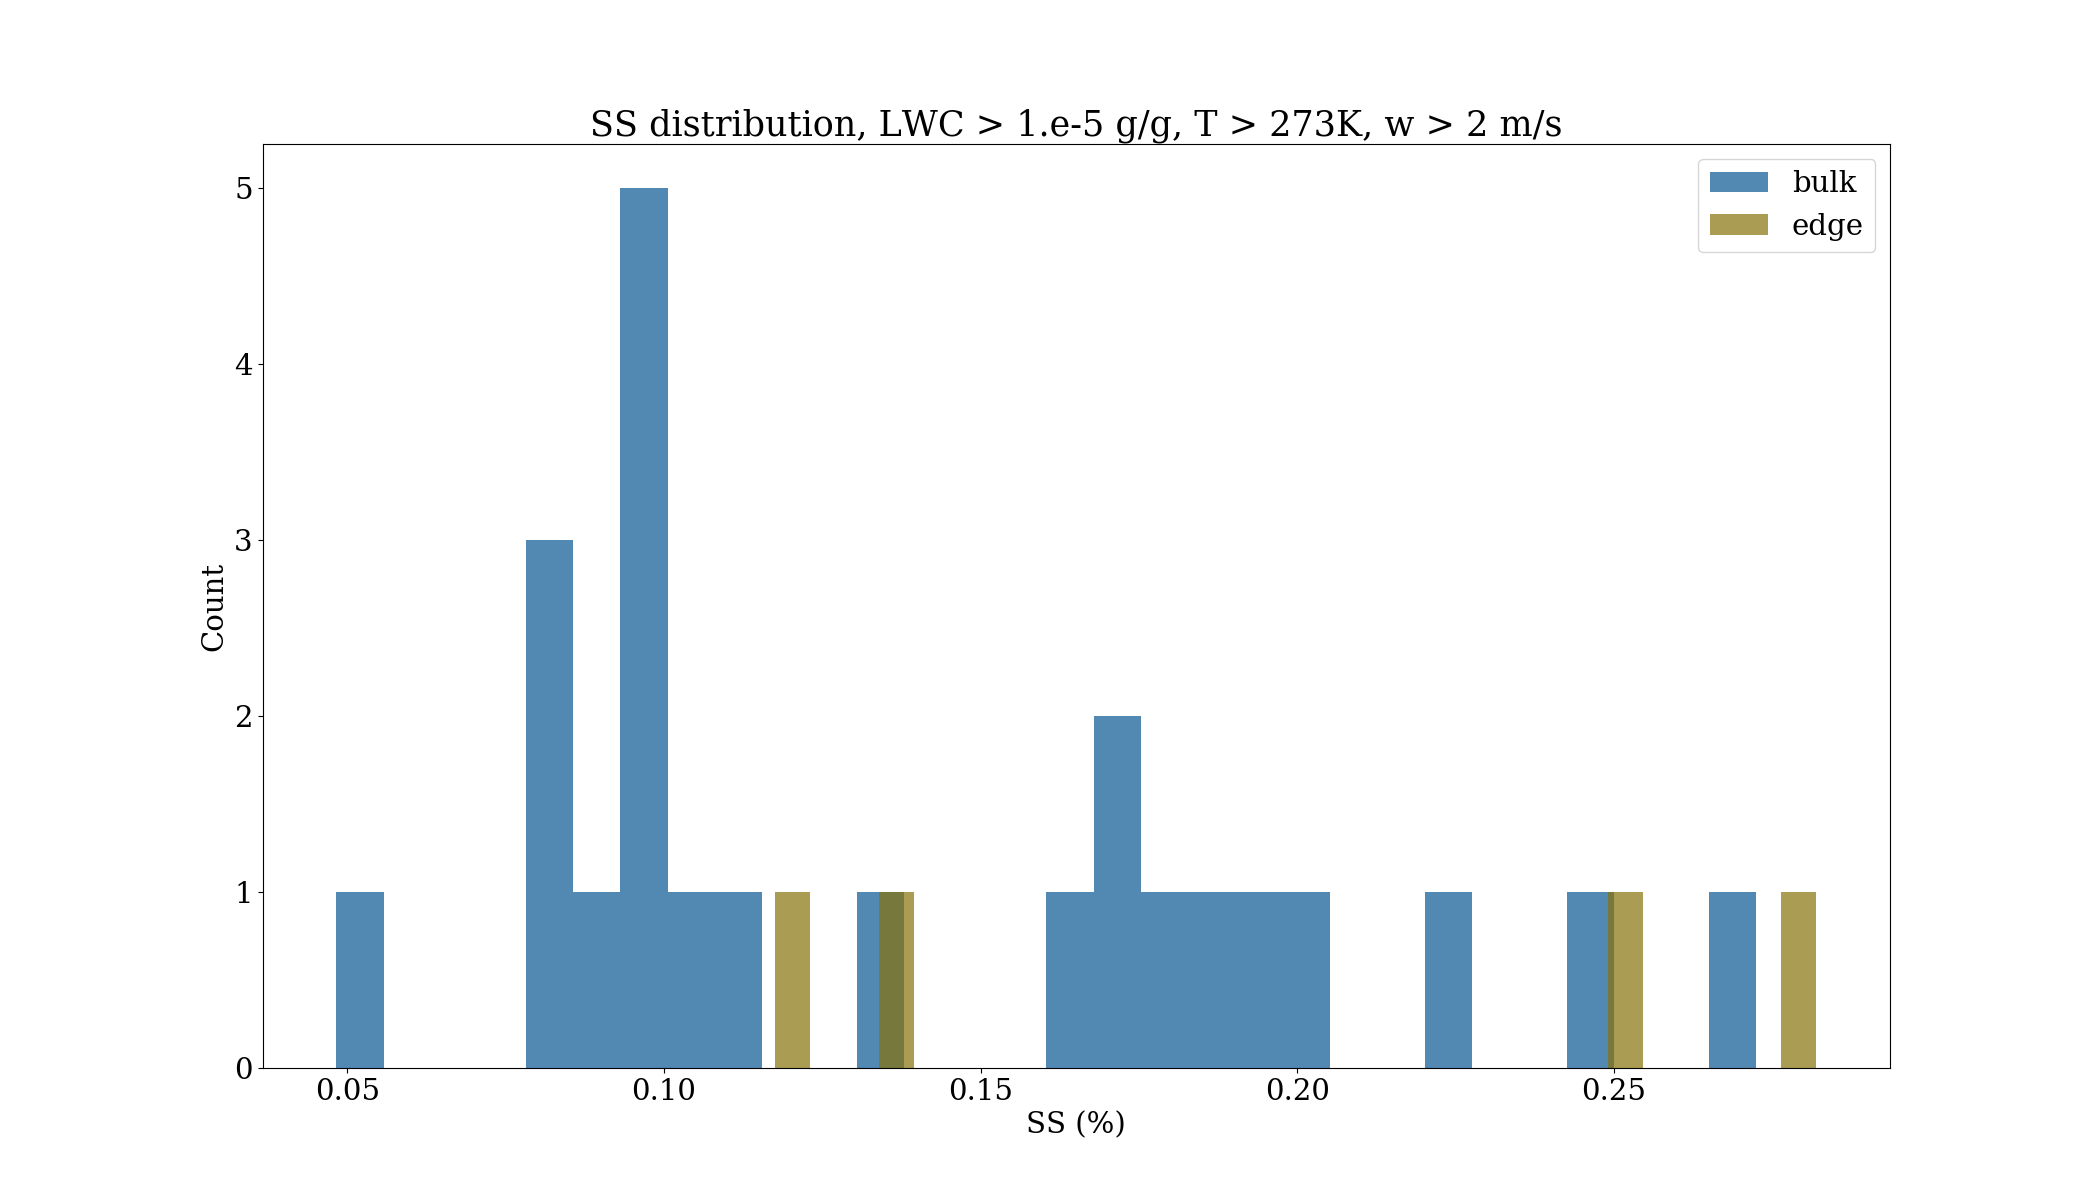 SS distribution, LWC > 1.e-5 g/g, T > 273K, w > 2 m/s
bulk
edge
5
4
3
2
1
0
Count
0.05 0.10 0.15 0.20 0.25
SS (%)